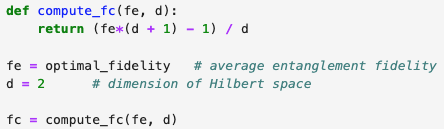 def compute_fc(fe, d):
    return (fe*(d + 1) - 1) / d
fe = optimal_fidelity   # average entanglement fidelity
d = 2      # dimension of Hilbert space
fc = compute_fc(fe, d)